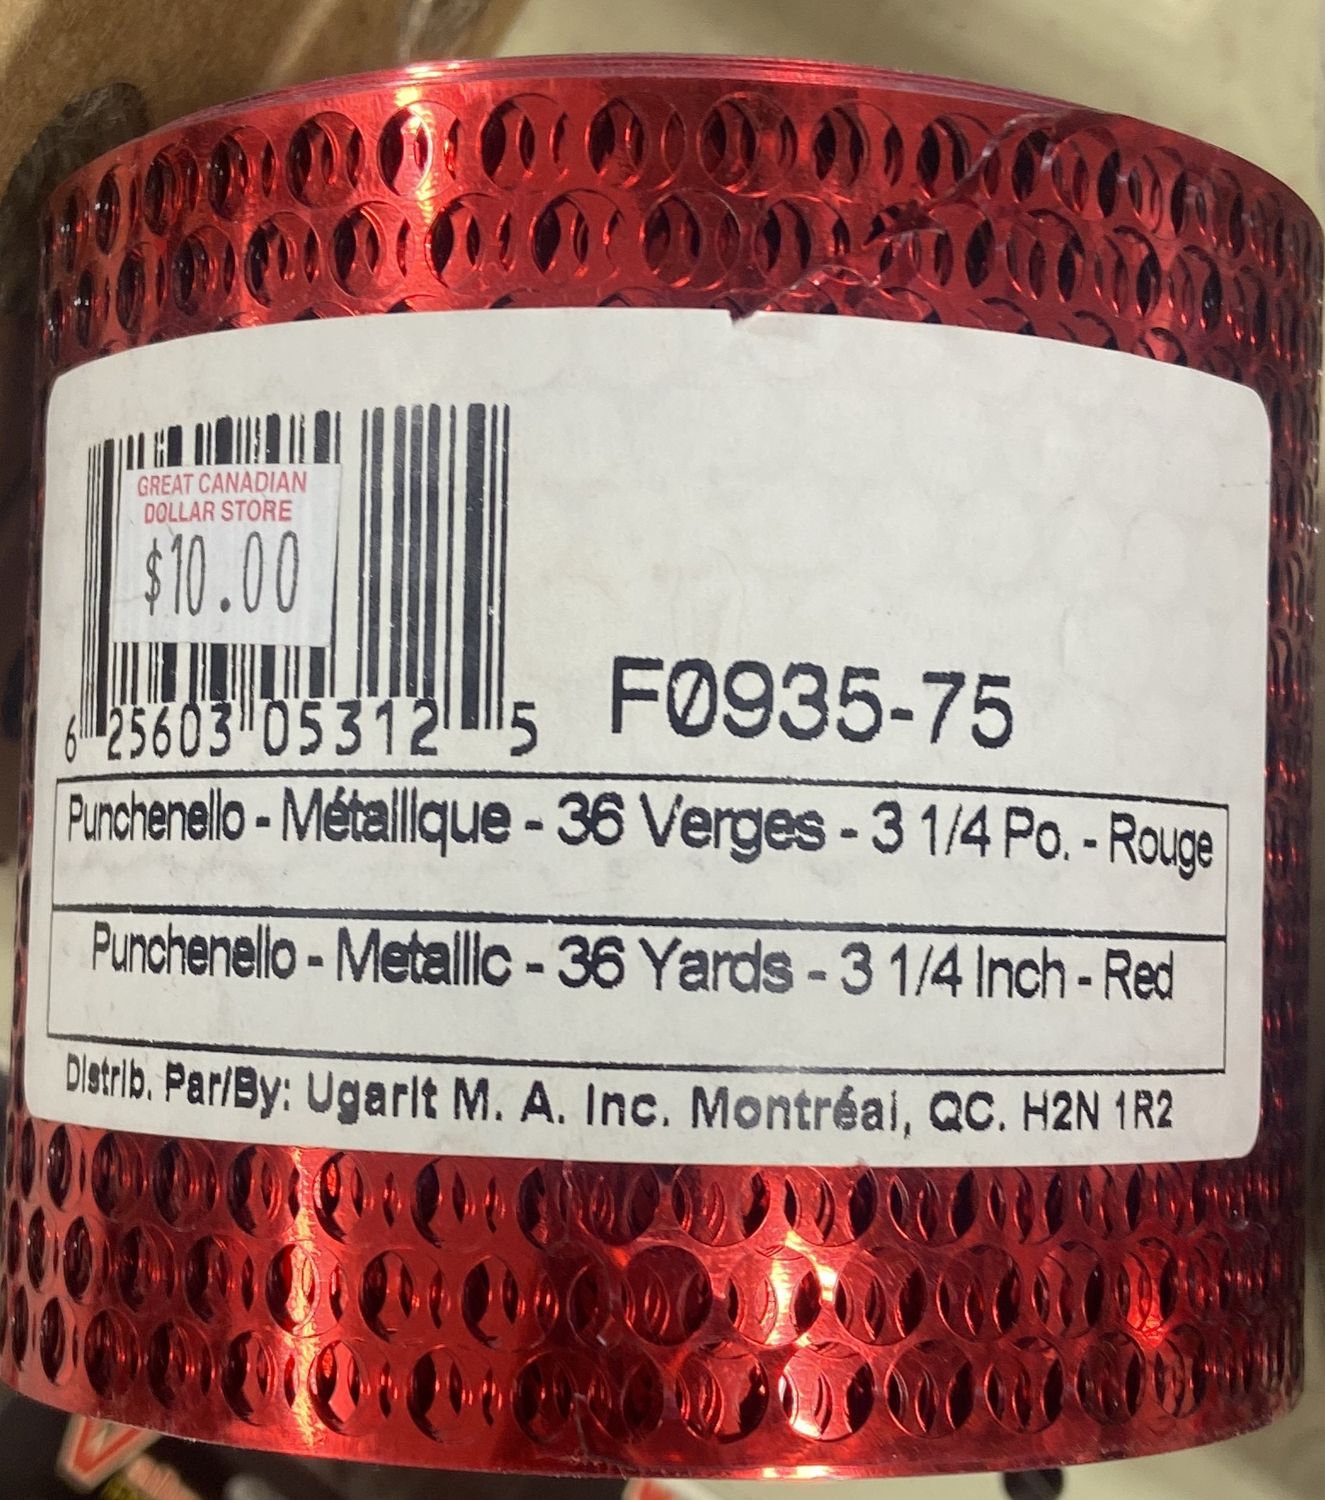 GREAT CANADIAN
DOLLAR STORE
$10.00
6 25603 05312 5
F0935-75
Punchenello - Métallique - 36 Verges - 3 1/4 Po. - Rouge
Punchenello - Metallic - 36 Yards - 3 1/4 Inch - Red
Distrib. Par/By: Ugarit M. A. Inc. Montréal, QC. H2N 1R2